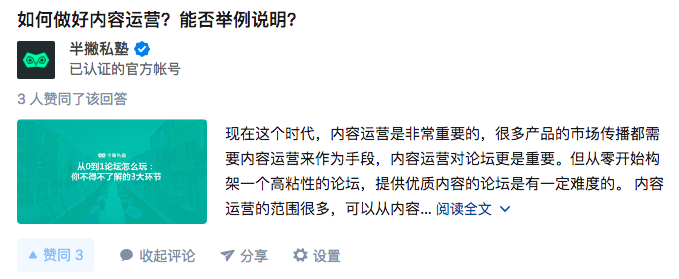 如何做好内容运营？能否举例说明？
半撇私塾
已认证的官方帐号
3 人赞同了该回答
半撇私塾
从0到1论坛怎么玩：
你不得不了解的3大环节
现在这个时代，内容运营是非常重要的，很多产品的市场传播都需
要内容运营来作为手段，内容运营对论坛更是重要。但从零开始构
架一个高粘性的论坛，提供优质内容的论坛是有一定难度的。 内容
运营的范围很多，可以从内容... 阅读全文
赞同 3 收起评论 分享 设置